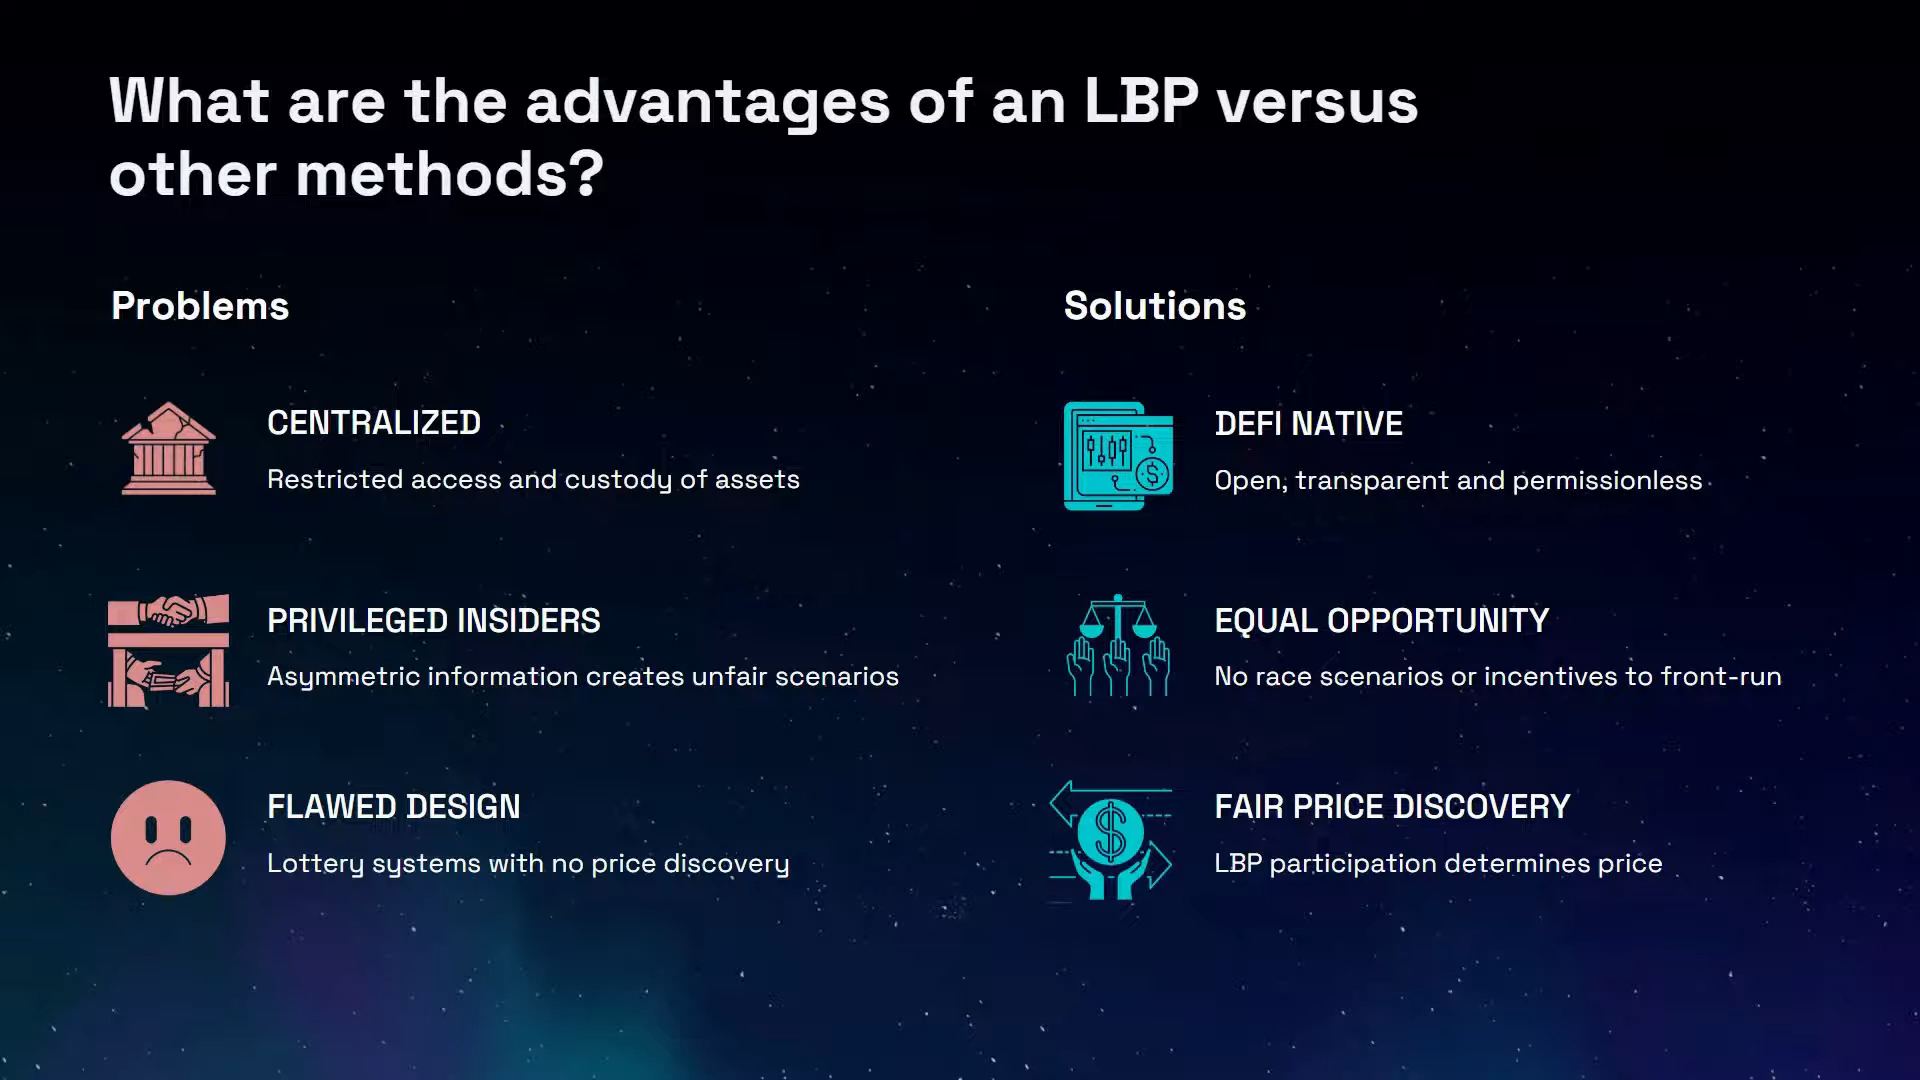 What are the advantages of an LBP versus
other methods?
Problems
CENTRALIZED
Restricted access and custody of assets
PRIVILEGED INSIDERS
Asymmetric information creates unfair scenarios
FLAWED DESIGN
Lottery systems with no price discovery
Solutions
DEFI NATIVE
Open, transparent and permissionless
EQUAL OPPORTUNITY
No race scenarios or incentives to front-run
FAIR PRICE DISCOVERY
LBP participation determines price